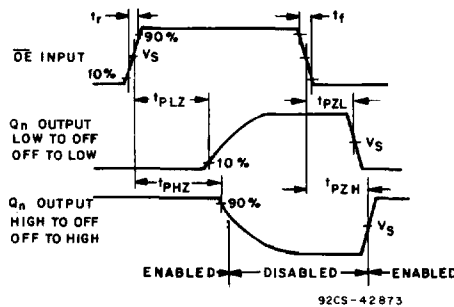 tr
tf
90%
VS
OE INPUT
10%
tPLZ
tPZL
Qn OUTPUT
LOW TO OFF
OFF TO LOW
VS
10%
tPHZ
tPZH
Qn OUTPUT
HIGH TO OFF
OFF TO HIGH
90%
VS
ENABLED DISABLED ENABLED
92CS-42873